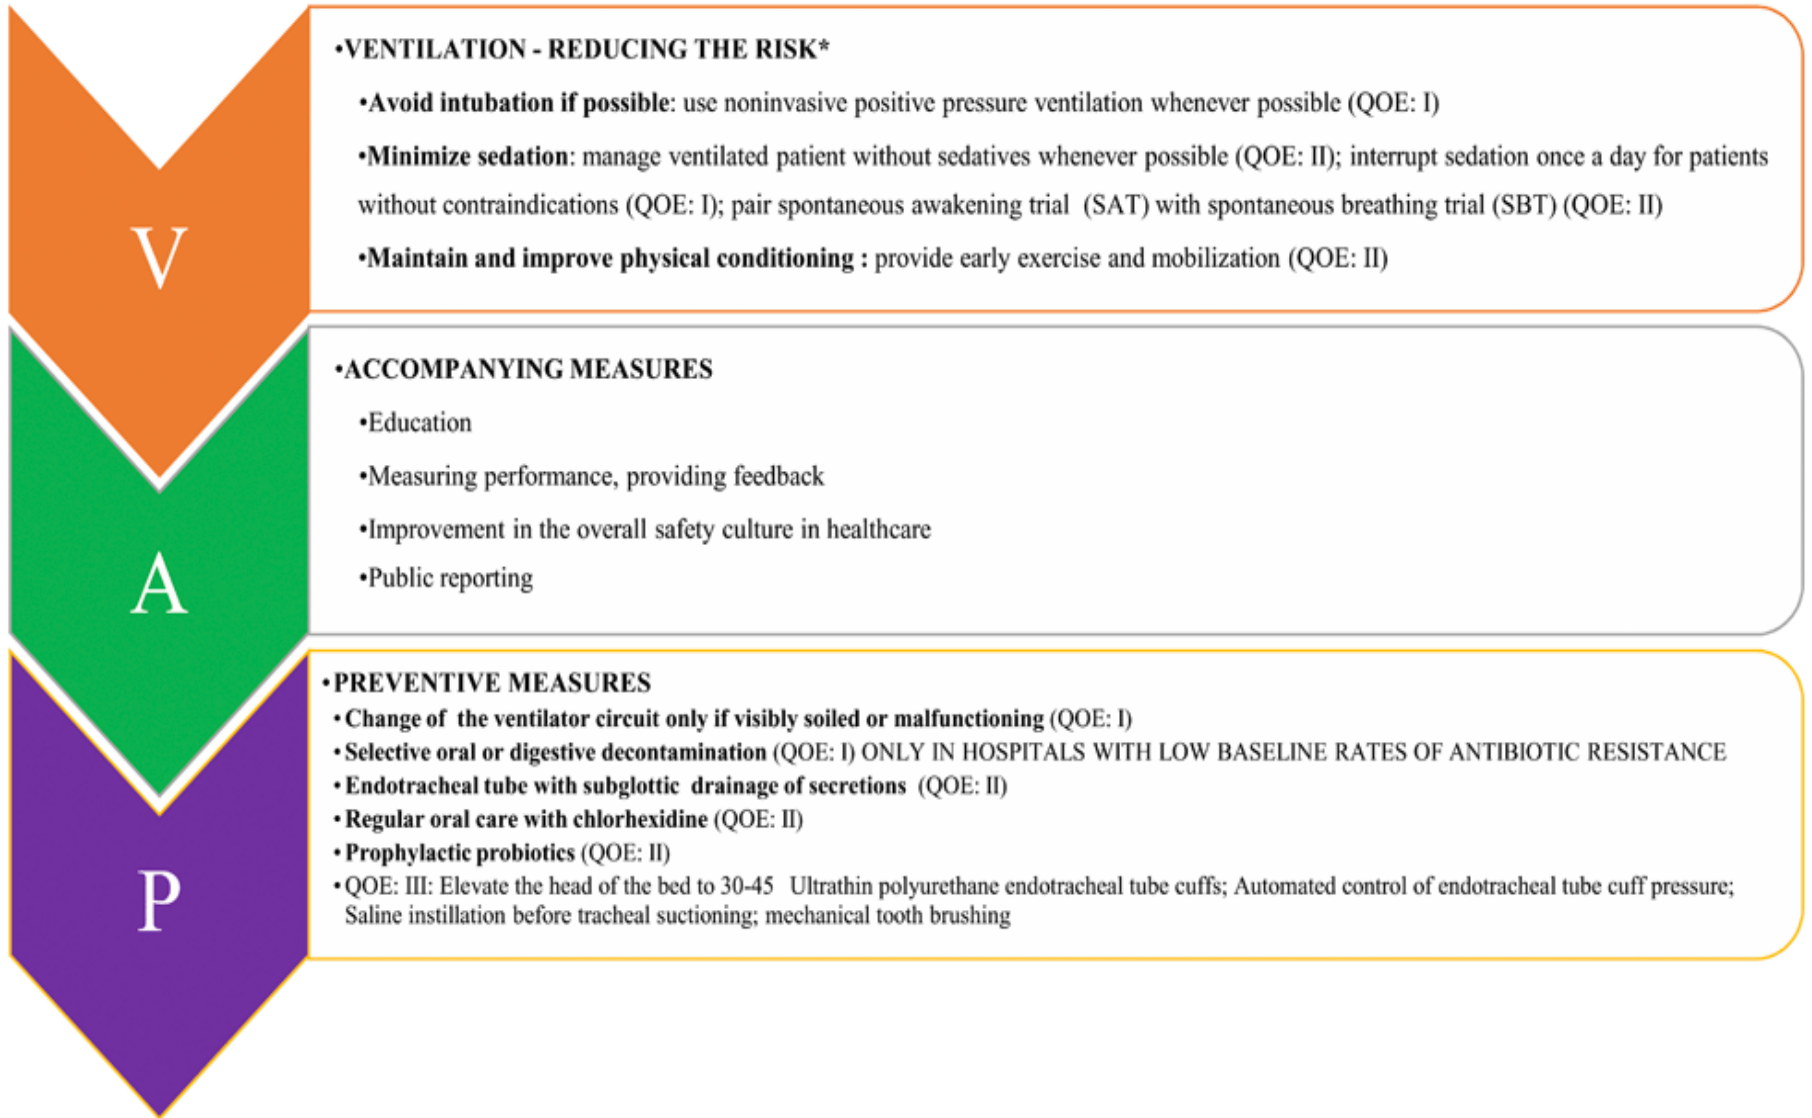 V
•VENTILATION - REDUCING THE RISK*
•Avoid intubation if possible: use noninvasive positive pressure ventilation whenever possible (QOE: I)
•Minimize sedation: manage ventilated patient without sedatives whenever possible (QOE: II); interrupt sedation once a day for patients
without contraindications (QOE: I); pair spontaneous awakening trial (SAT) with spontaneous breathing trial (SBT) (QOE: II)
•Maintain and improve physical conditioning : provide early exercise and mobilization (QOE: II)
A
•ACCOMPANYING MEASURES
•Education
•Measuring performance, providing feedback
•Improvement in the overall safety culture in healthcare
•Public reporting
P
•PREVENTIVE MEASURES
•Change of the ventilator circuit only if visibly soiled or malfunctioning (QOE: I)
•Selective oral or digestive decontamination (QOE: I) ONLY IN HOSPITALS WITH LOW BASELINE RATES OF ANTIBIOTIC RESISTANCE
•Endotracheal tube with subglottic drainage of secretions (QOE: II)
•Regular oral care with chlorhexidine (QOE: II)
•Prophylactic probiotics (QOE: II)
•QOE: III: Elevate the head of the bed to 30-45 Ultrathin polyurethane endotracheal tube cuffs; Automated control of endotracheal tube cuff pressure;
Saline instillation before tracheal suctioning; mechanical tooth brushing